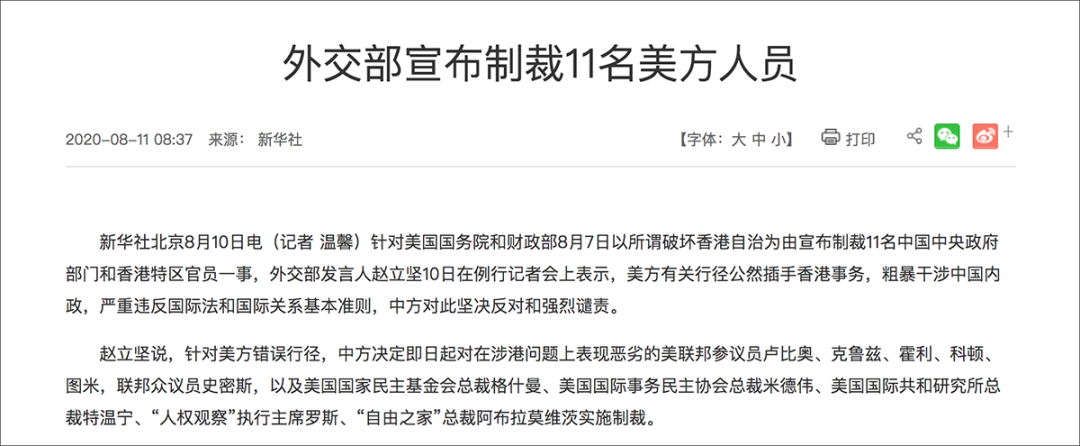 外交部宣布制裁11名美方人员
2020-08-11 08:37 来源： 新华社 【字体：大 中 小】 打印
新华社北京8月10日电（记者 温馨）针对美国国务院和财政部8月7日以所谓破坏香港自治为由宣布制裁11名中国中央政府
部门和香港特区官员一事，外交部发言人赵立坚10日在例行记者会上表示，美方有关行径公然插手香港事务，粗暴干涉中国内
政，严重违反国际法和国际关系基本准则，中方对此坚决反对和强烈谴责。
赵立坚说，针对美方错误行径，中方决定即日起对在涉港问题上表现恶劣的美联邦参议员卢比奥、克鲁兹、霍利、科顿、
图米，联邦众议员史密斯，以及美国国家民主基金会总裁格什曼、美国国际事务民主协会总裁米德伟、美国国际共和研究所总
裁特温宁、“人权观察”执行主席罗斯、“自由之家”总裁阿布拉莫维茨实施制裁。